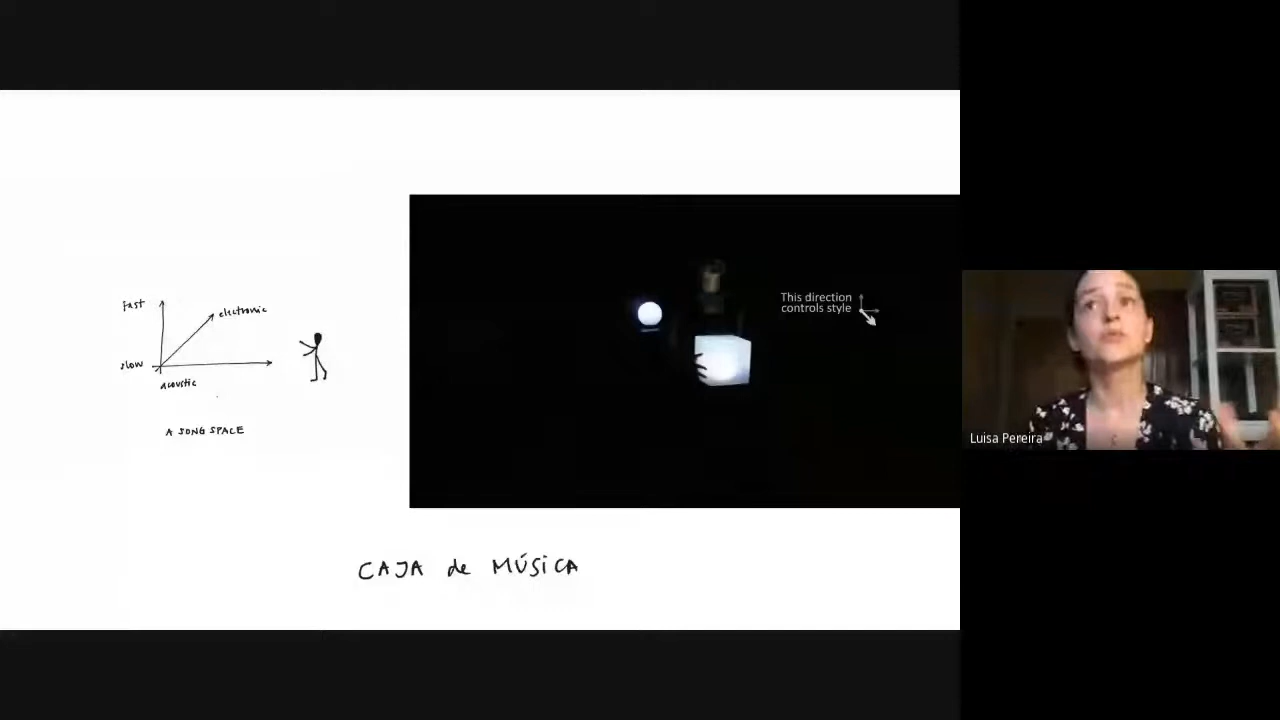 fast
electronic
slow
acoustic
A SONG SPACE
This direction
controls style
CAJA de MÚSICA
Luisa Pereira